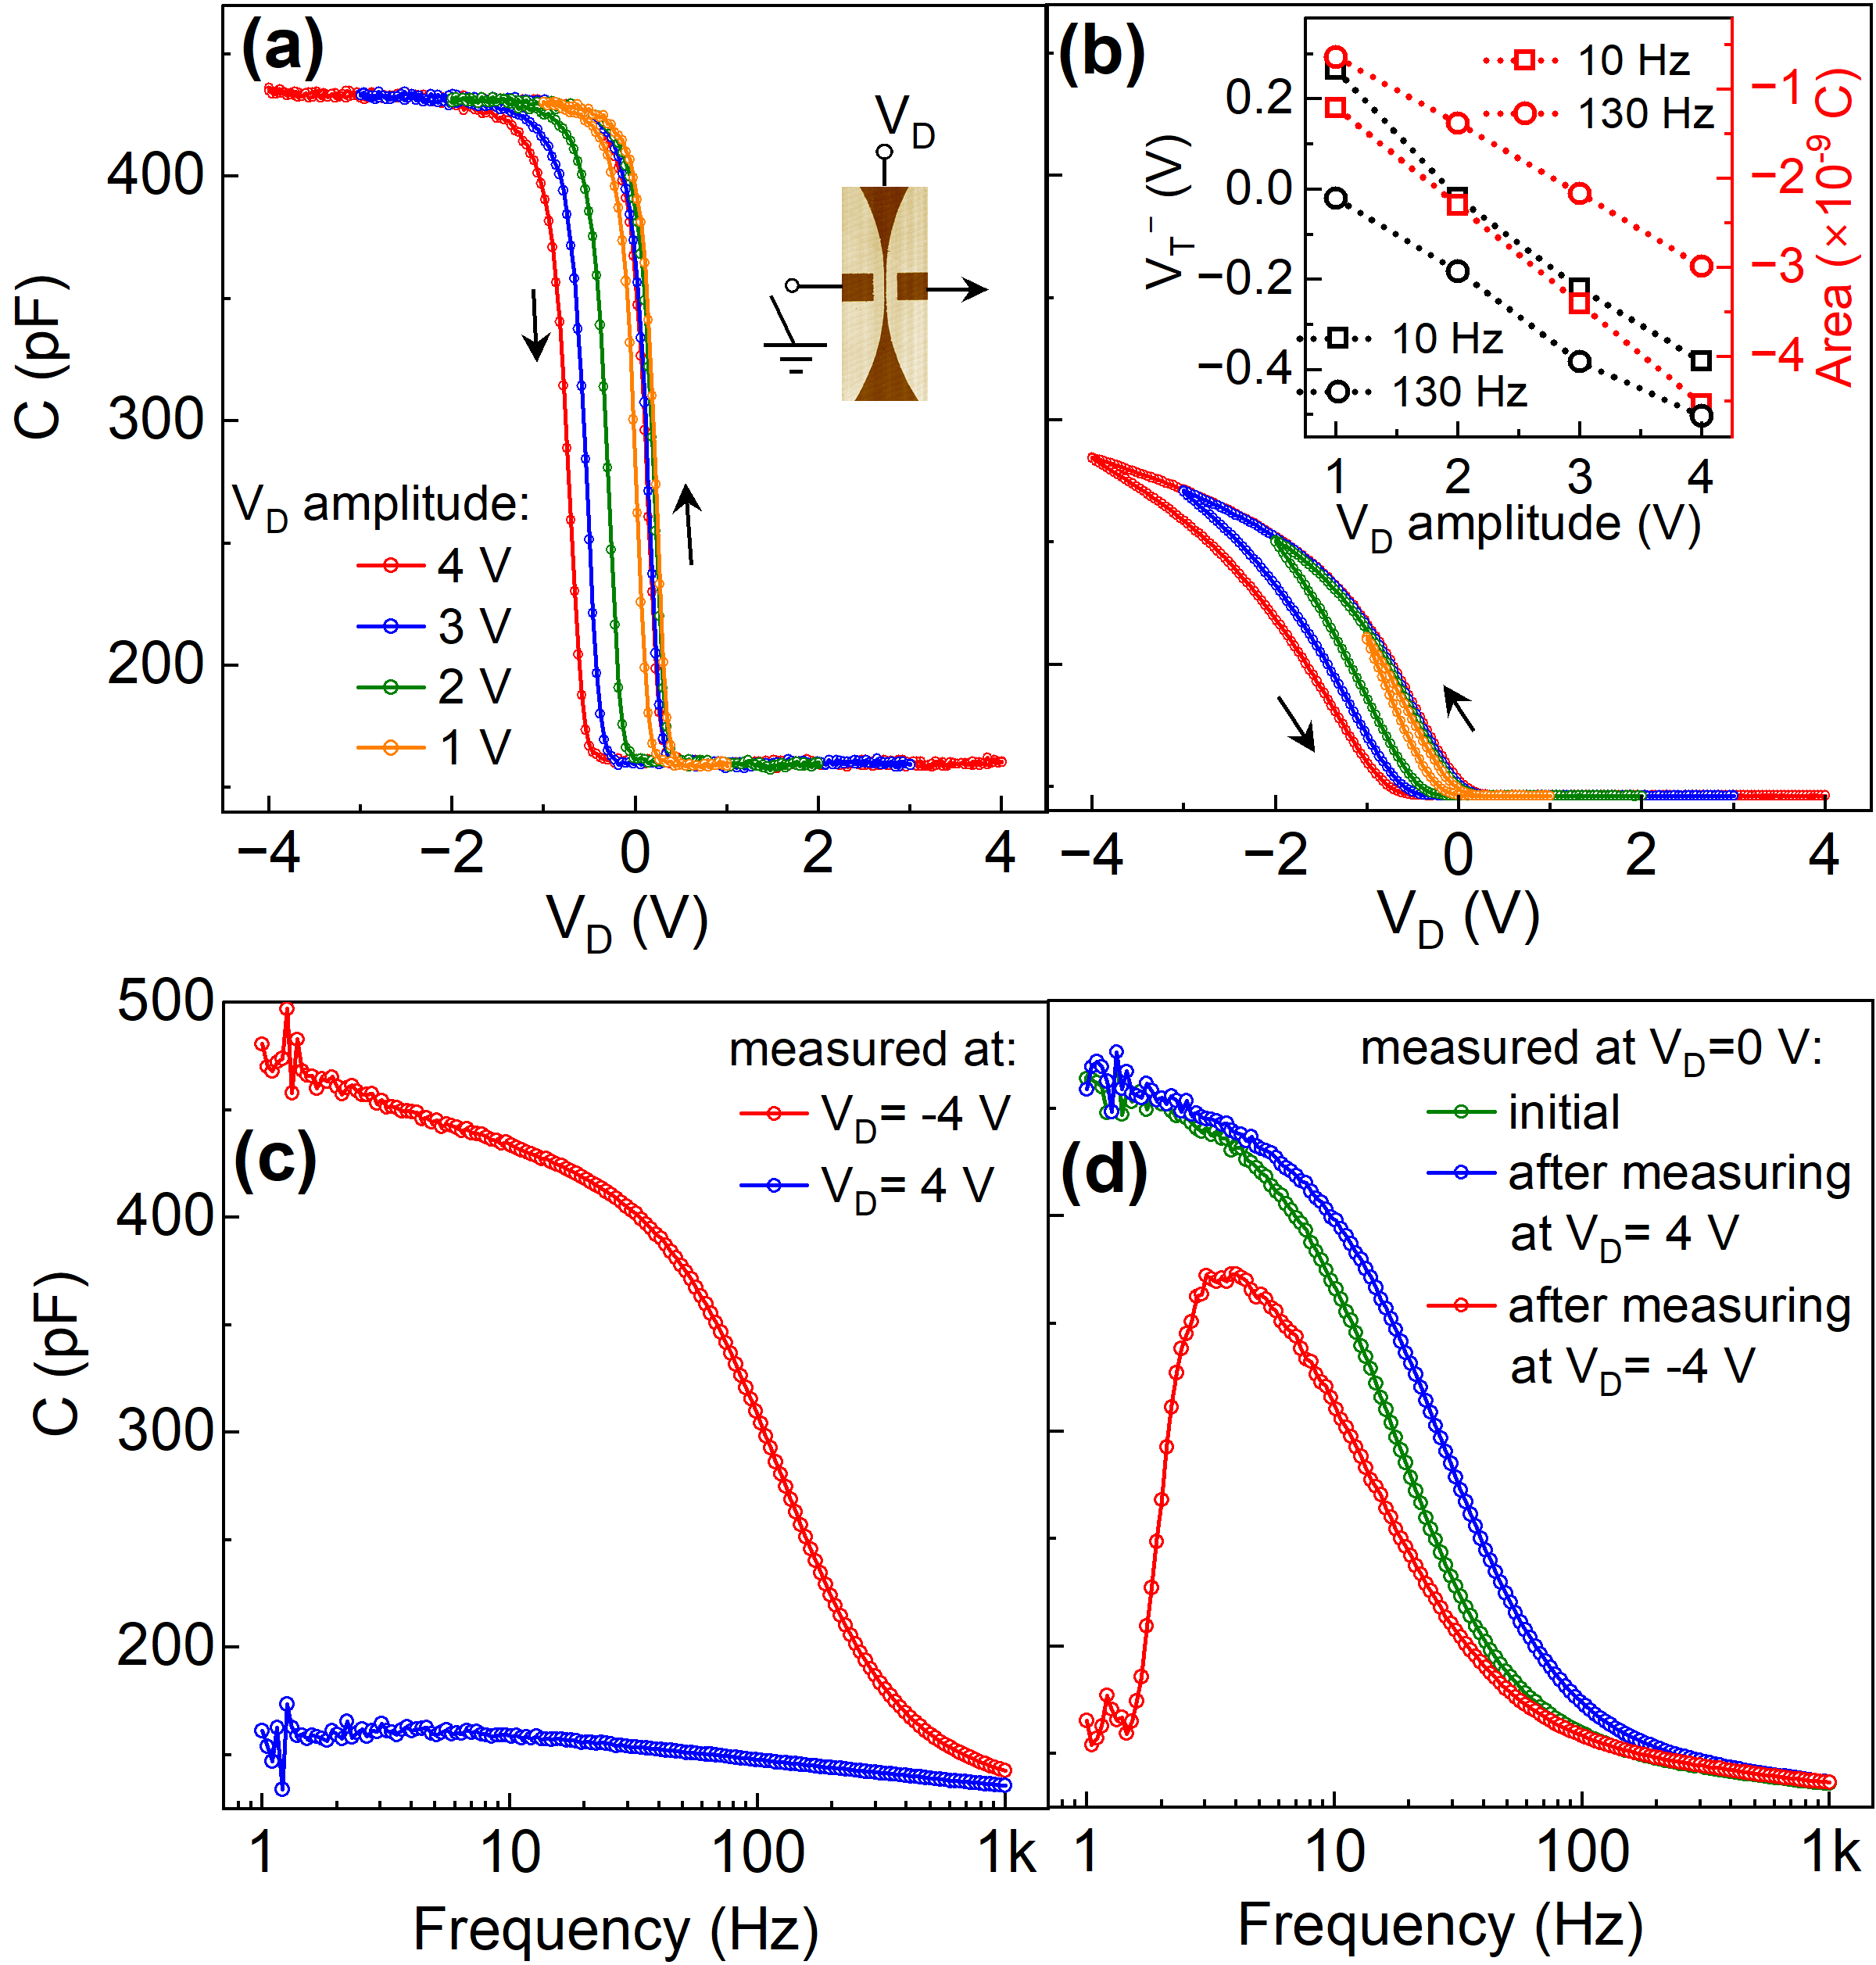 (a)
V_D
400
300
200
C (pF)
V_D amplitude:
4 V
3 V
2 V
1 V
−4 −2 0 2 4
V_D (V)
(b)
10 Hz
130 Hz
0.2
0.0
−0.2
−0.4
V_T^− (V)
10 Hz
130 Hz
−1
−2
−3
−4
Area (×10^-9 C)
1 2 3 4
V_D amplitude (V)
−4 −2 0 2 4
V_D (V)
500
400
300
200
C (pF)
(c)
measured at:
V_D= -4 V
V_D= 4 V
1 10 100 1k
Frequency (Hz)
(d)
measured at V_D=0 V:
initial
after measuring
at V_D= 4 V
after measuring
at V_D= -4 V
1 10 100 1k
Frequency (Hz)